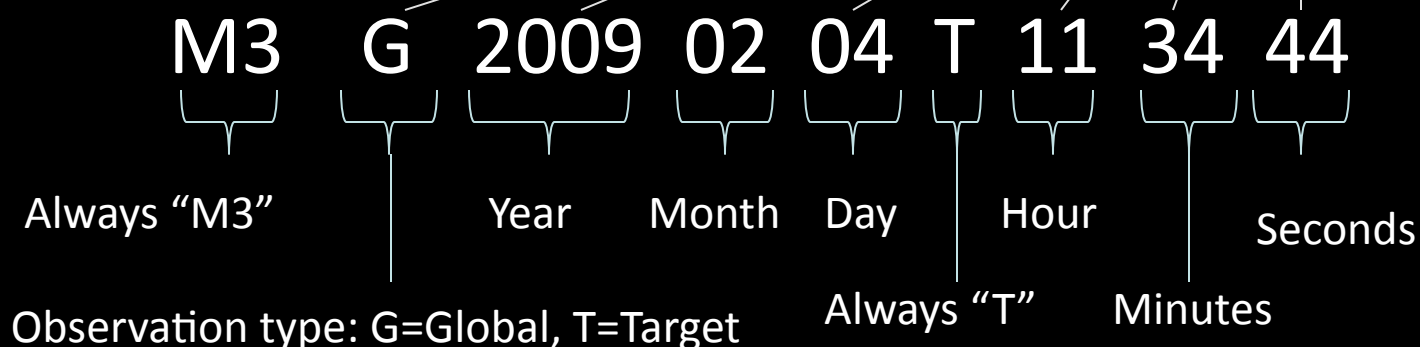 M3 G 2009 02 04 T 11 34 44
Always “M3” Year Month Day Hour Seconds
Observation type: G=Global, T=Target Always “T” Minutes